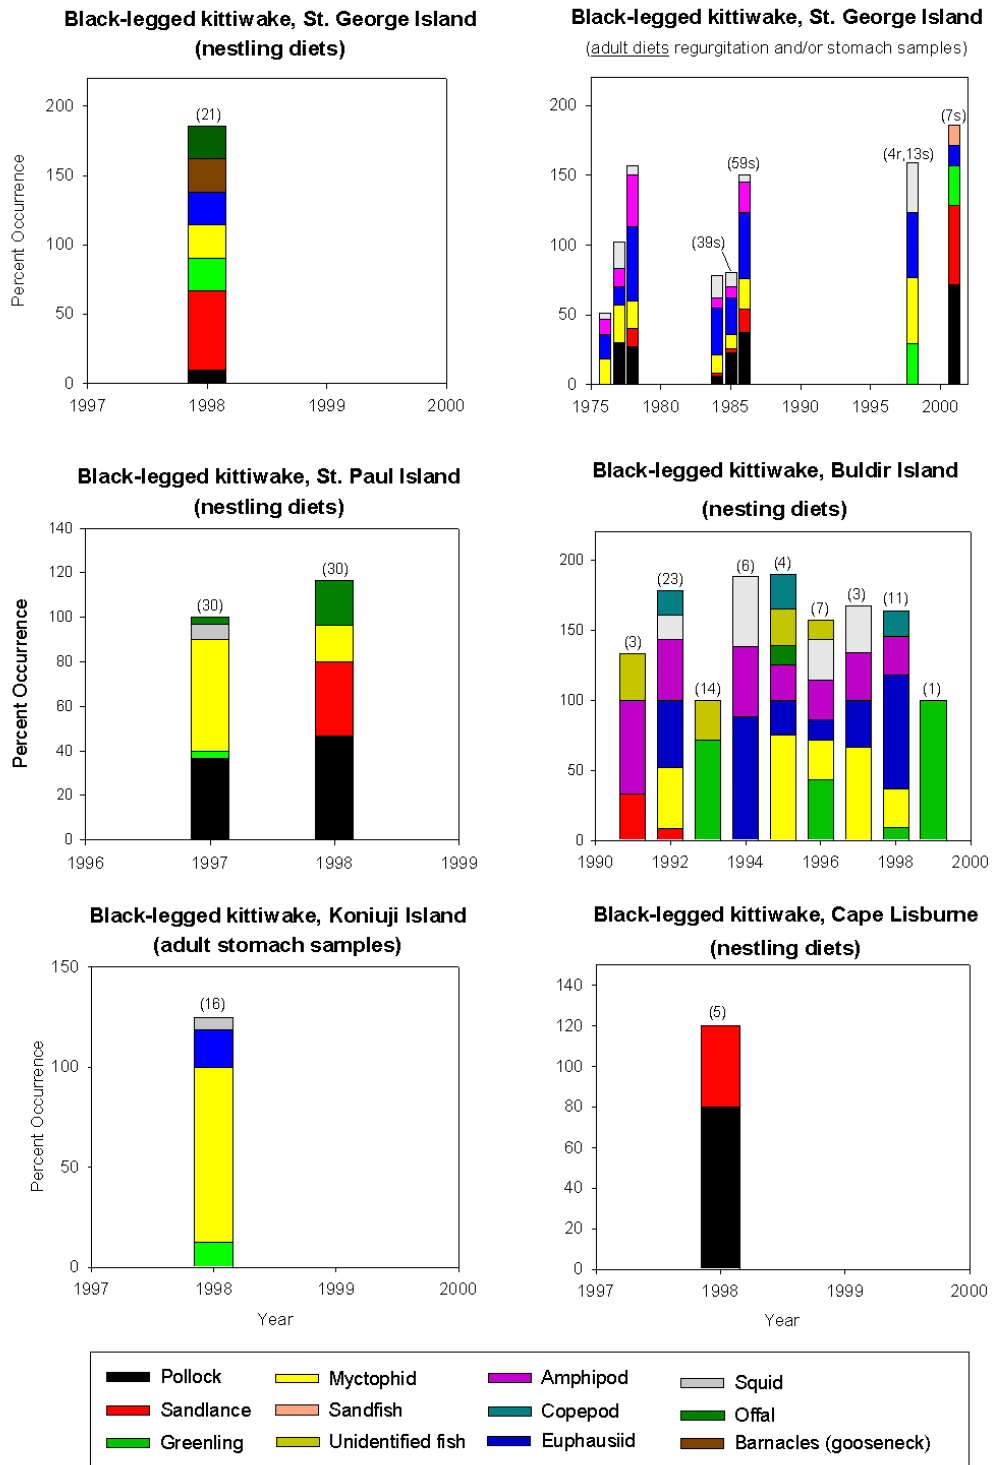 Black-legged kittiwake, St. George Island
(nestling diets)
Percent Occurrence
200
150
100
50
0
(21)
1997 1998 1999 2000
Black-legged kittiwake, St. George Island
(adult diets regurgitation and/or stomach samples)
200
150
100
50
0
(39s)
(59s)
(4r,13s)
(7s)
1975 1980 1985 1990 1995 2000
Black-legged kittiwake, St. Paul Island
(nestling diets)
Percent Occurrence
140
120
100
80
60
40
20
0
(30)
(30)
1996 1997 1998 1999
Black-legged kittiwake, Buldir Island
(nesting diets)
200
150
100
50
0
(3)
(23)
(14)
(6)
(4)
(7)
(3)
(11)
(1)
1990 1992 1994 1996 1998 2000
Black-legged kittiwake, Koniuji Island
(adult stomach samples)
Percent Occurrence
150
100
50
0
(16)
1997 1998 1999 2000
Year
Black-legged kittiwake, Cape Lisburne
(nestling diets)
140
120
100
80
60
40
20
0
(5)
1997 1998 1999 2000
Year
Pollock Myctophid Amphipod Squid
Sandlance Sandfish Copepod Offal
Greenling Unidentified fish Euphausiid Barnacles (gooseneck)